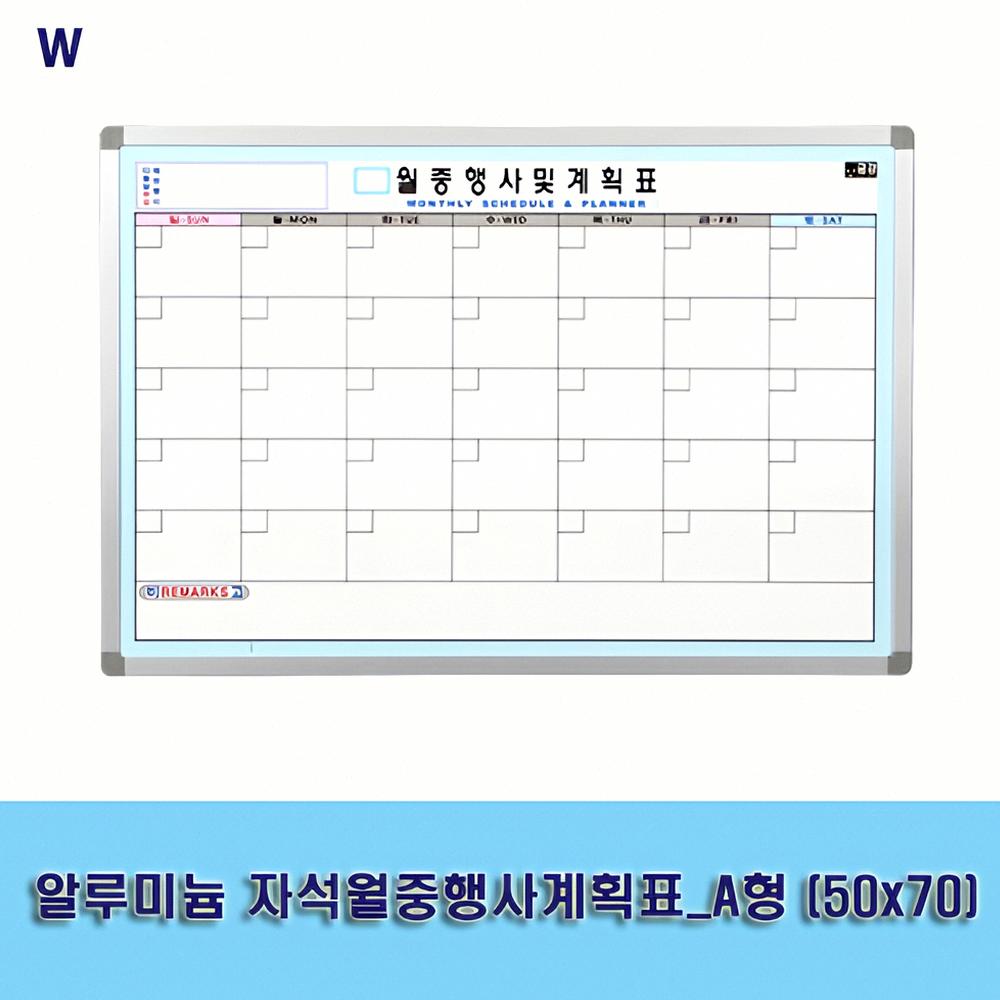 W
월중행사및계획표
MONTHLY SCHEDULE & PLANNER
SUN MON TUE WED THU FRI SAT
REMARKS
알루미늄 자석월중행사계획표_A형 (50x70)